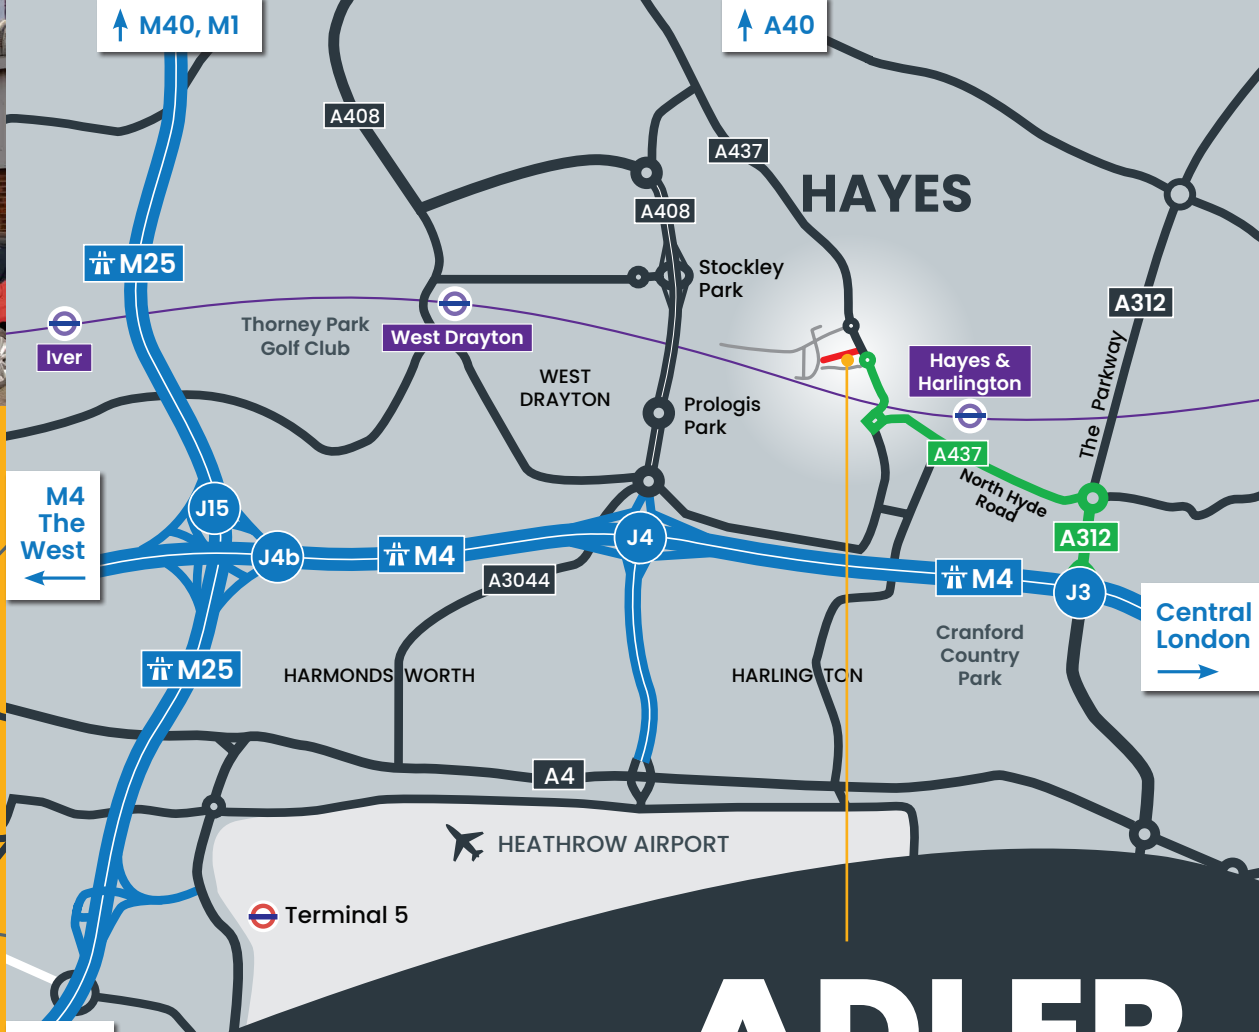 M40, M1
A40
A408
A437
HAYES
A408
M25
Stockley
Park
A312
Thorney Park
Golf Club
West Drayton
Iver
Hayes &
Harlington
The Parkway
WEST
DRAYTON
Prologis
Park
A437
North Hyde
Road
M4
The
West
J15
J4b
M4
J4
A312
A3044
M4
J3
Central
London
Cranford
Country
Park
M25
HARMONDSWORTH
HARLINGTON
A4
HEATHROW AIRPORT
Terminal 5
ADLER